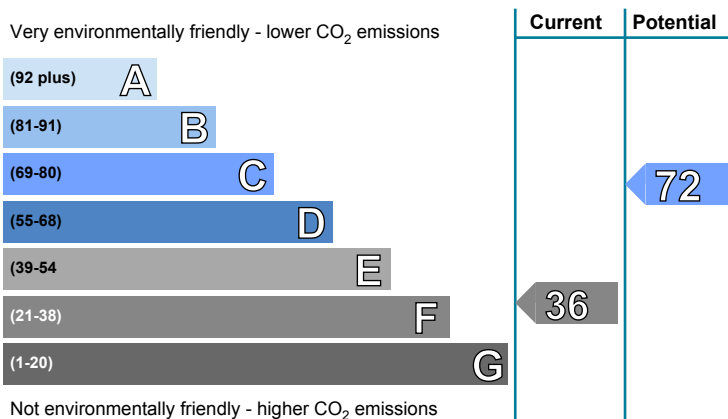 Current Potential
Very environmentally friendly - lower CO2 emissions
(92 plus) A
(81-91) B
(69-80) C
72
(55-68) D
(39-54 E
(21-38) F
36
(1-20) G
Not environmentally friendly - higher CO2 emissions